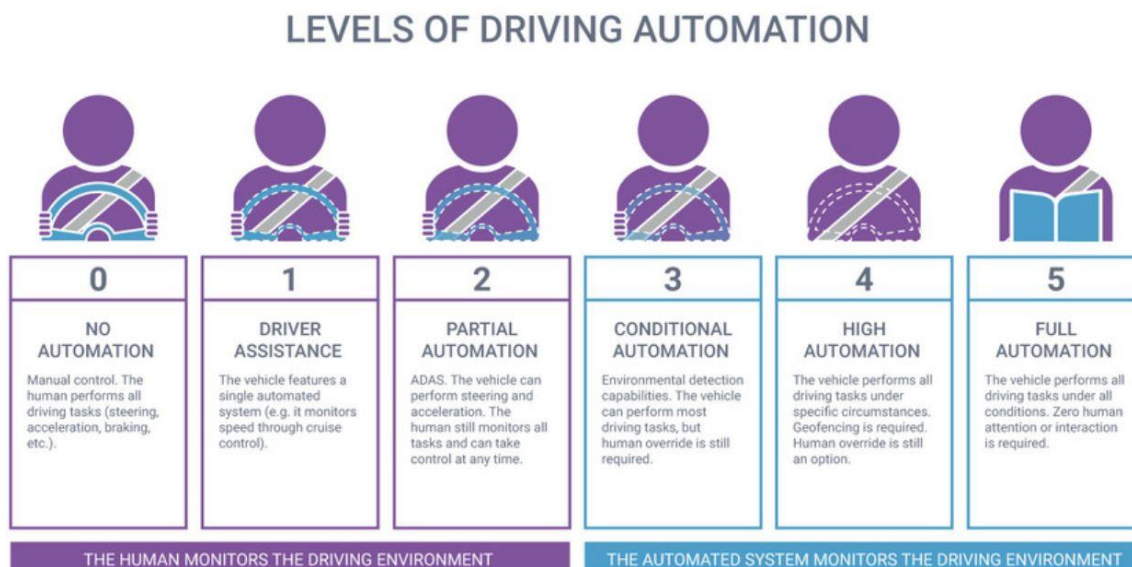 LEVELS OF DRIVING AUTOMATION
0
NO
AUTOMATION
Manual control. The
human performs all
driving tasks (steering,
acceleration, braking,
etc.).
1
DRIVER
ASSISTANCE
The vehicle features a
single automated
system (e.g. it monitors
speed through cruise
control).
2
PARTIAL
AUTOMATION
ADAS. The vehicle can
perform steering and
acceleration. The
human still monitors all
tasks and can take
control at any time.
3
CONDITIONAL
AUTOMATION
Environmental detection
capabilities. The vehicle
can perform most
driving tasks, but
human override is still
required.
4
HIGH
AUTOMATION
The vehicle performs all
driving tasks under
specific circumstances.
Geofencing is required.
Human override is still
an option.
5
FULL
AUTOMATION
The vehicle performs all
driving tasks under all
conditions. Zero human
attention or interaction
is required.
THE HUMAN MONITORS THE DRIVING ENVIRONMENT
THE AUTOMATED SYSTEM MONITORS THE DRIVING ENVIRONMENT